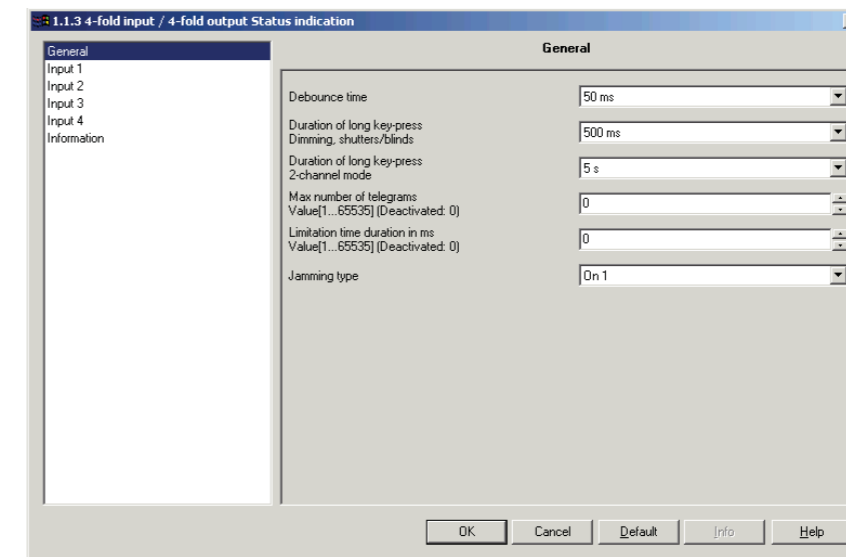 1.1.3 4-fold input / 4-fold output Status indication
General
Input 1
Input 2
Input 3
Input 4
Information
General
Debounce time
50 ms
Duration of long key-press
Dimming, shutters/blinds
500 ms
Duration of long key-press
2-channel mode
5 s
Max number of telegrams
Value[1...65535] (Deactivated: 0)
0
Limitation time duration in ms
Value[1...65535] (Deactivated: 0)
0
Jamming type
On 1
OK
Cancel
Default
Info
Help